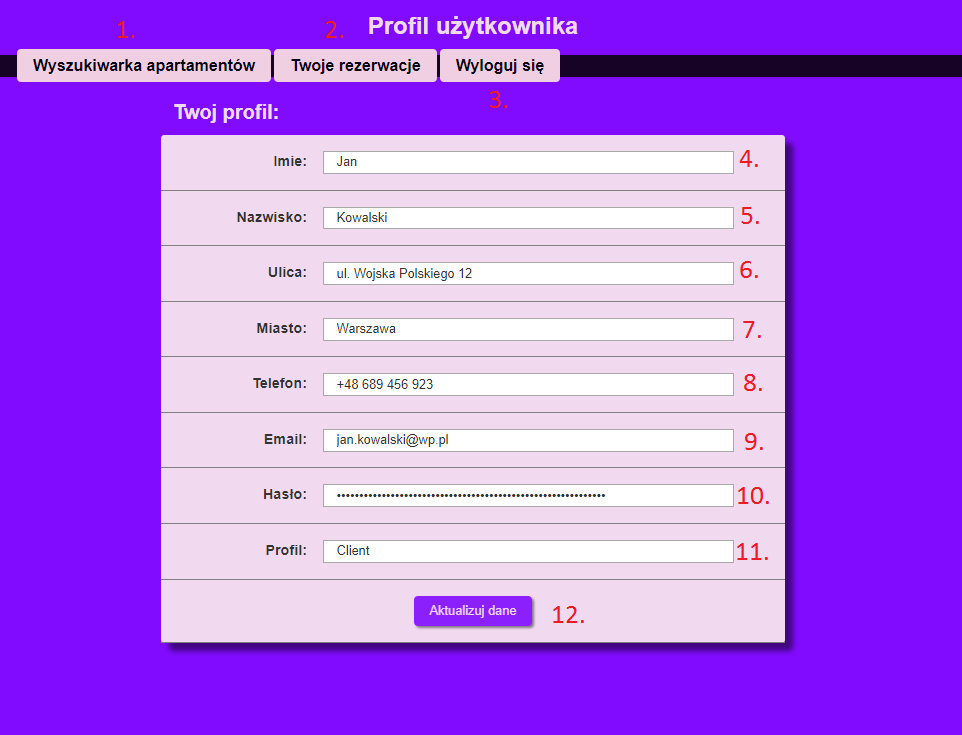 1. 2. Profil użytkownika
Wyszukiwarka apartamentów Twoje rezerwacje Wyloguj się
3.
Twoj profil:
Imie: Jan 4.
Nazwisko: Kowalski 5.
Ulica: ul. Wojska Polskiego 12 6.
Miasto: Warszawa 7.
Telefon: +48 689 456 923 8.
Email: jan.kowalski@wp.pl 9.
Hasło: •••••••••••••••••••••••••••••••••••••••••••••••••••••••••••• 10.
Profil: Client 11.
Aktualizuj dane 12.